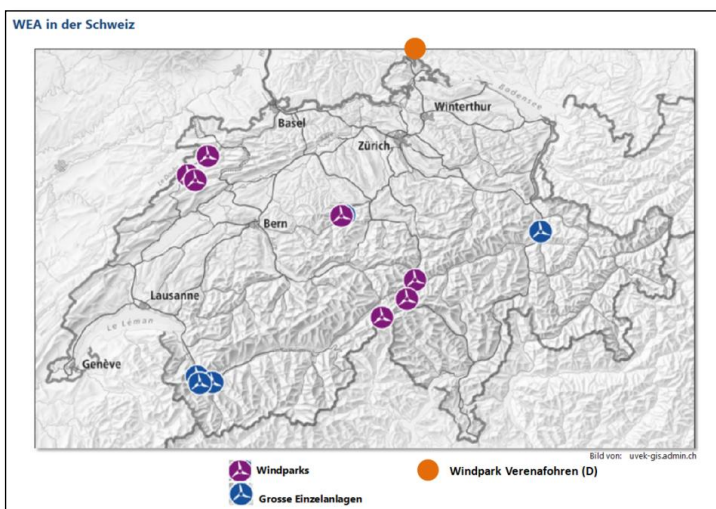 WEA in der Schweiz
Bodensee
Winterthur
Basel
Zürich
Bern
Lausanne
Le Léman
Genève
Bild von: uvek-gis.admin.ch
Windparks
Windpark Verenafohren (D)
Grosse Einzelanlagen